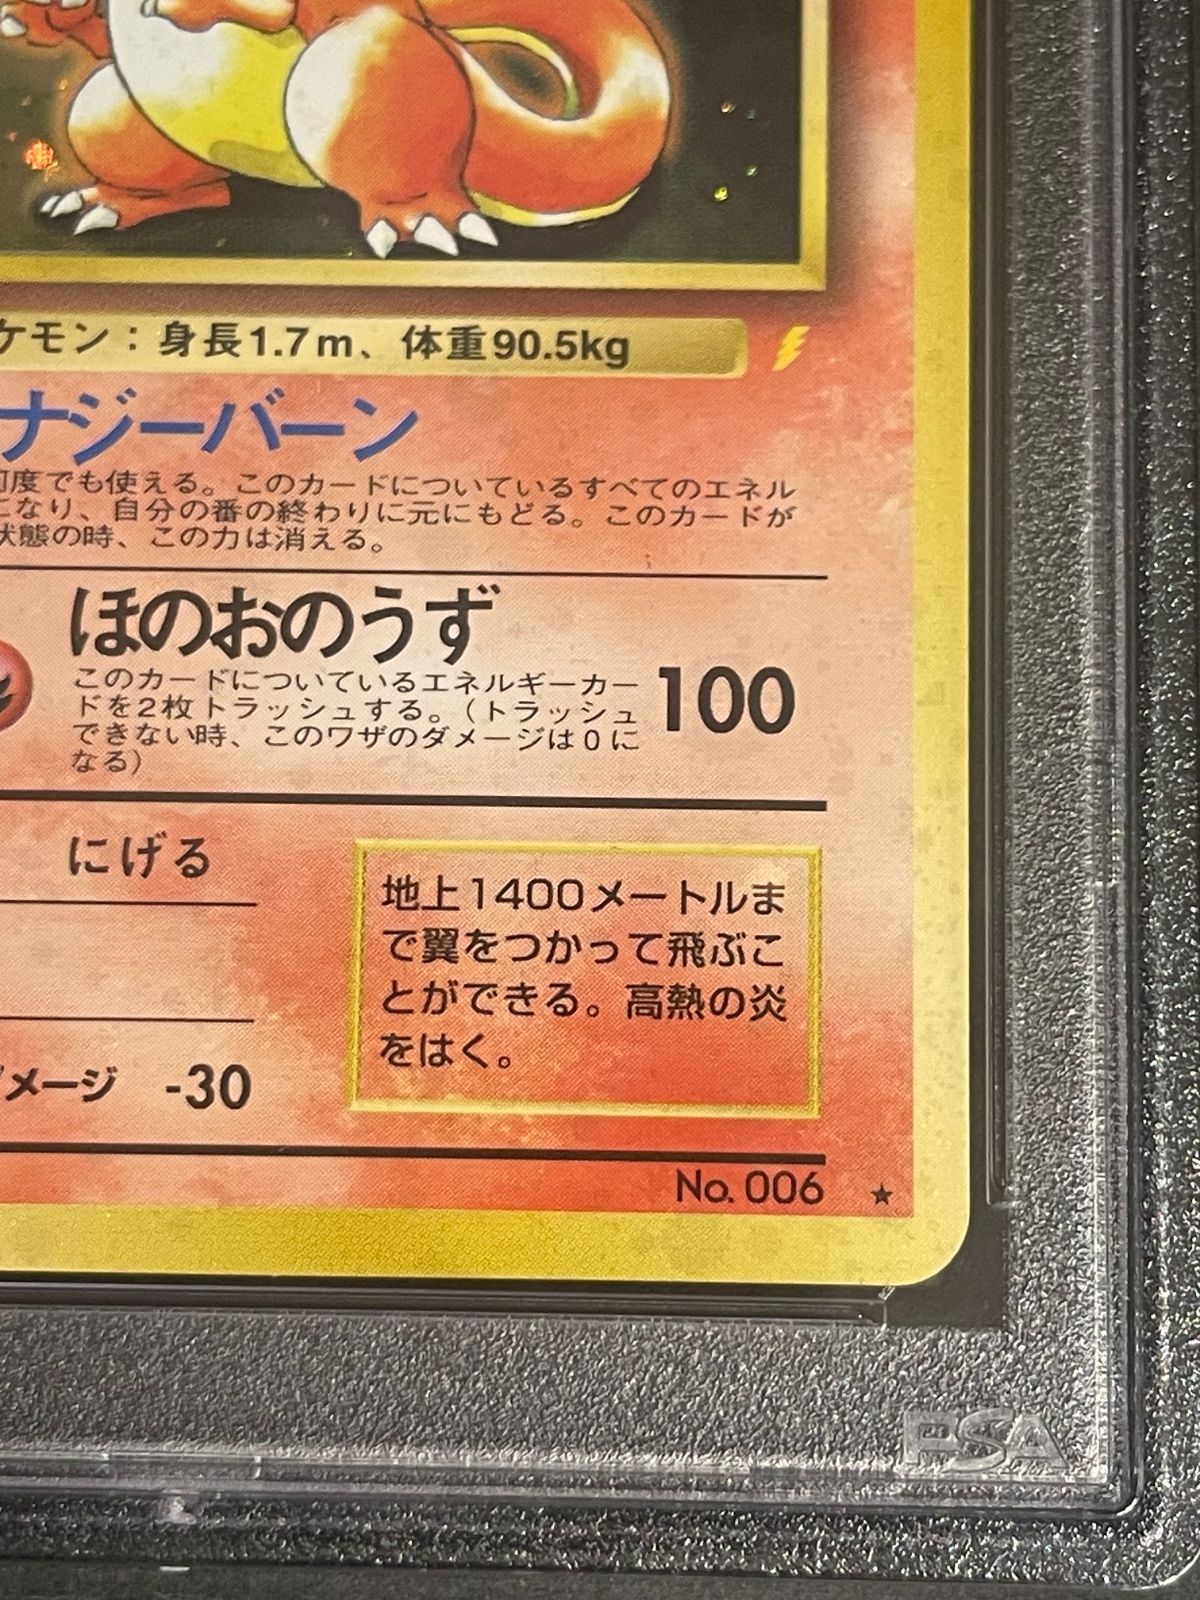 ケモン：身長1.7m、体重90.5kg
ナジーバーン
何度でも使える。このカードについているすべてのエネル
になり、自分の番の終わりに元にもどる。このカードが
状態の時、この力は消える。
ほのおのうず
このカードについているエネルギーカー
ドを2枚トラッシュする。（トラッシュ
できない時、このワザのダメージは0に
なる）
100
にげる
地上1400メートルま
で翼をつかって飛ぶこ
とができる。高熱の炎
をはく。
ダメージ -30
No. 006 ★
PSA